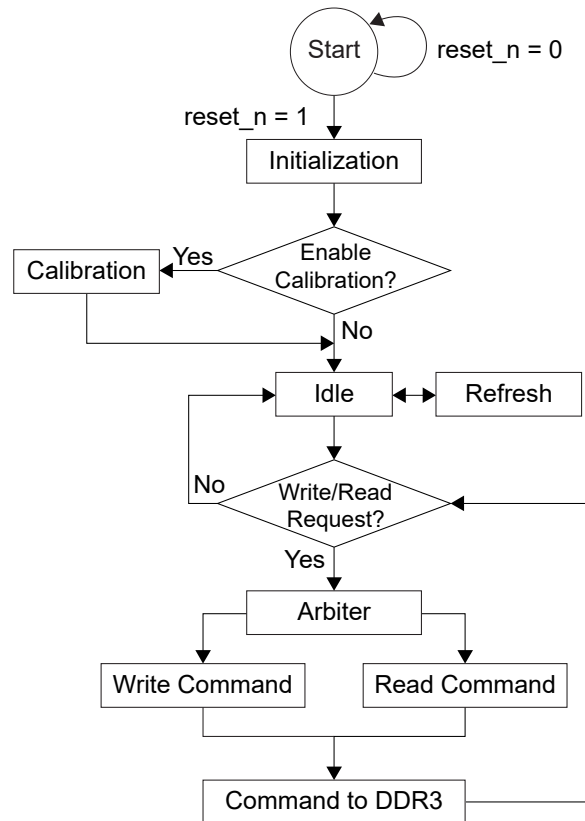 Start
reset_n = 0
reset_n = 1
Initialization
Enable
Calibration?
Yes
Calibration
No
Idle
Refresh
Write/Read
Request?
No
Yes
Arbiter
Write Command
Read Command
Command to DDR3